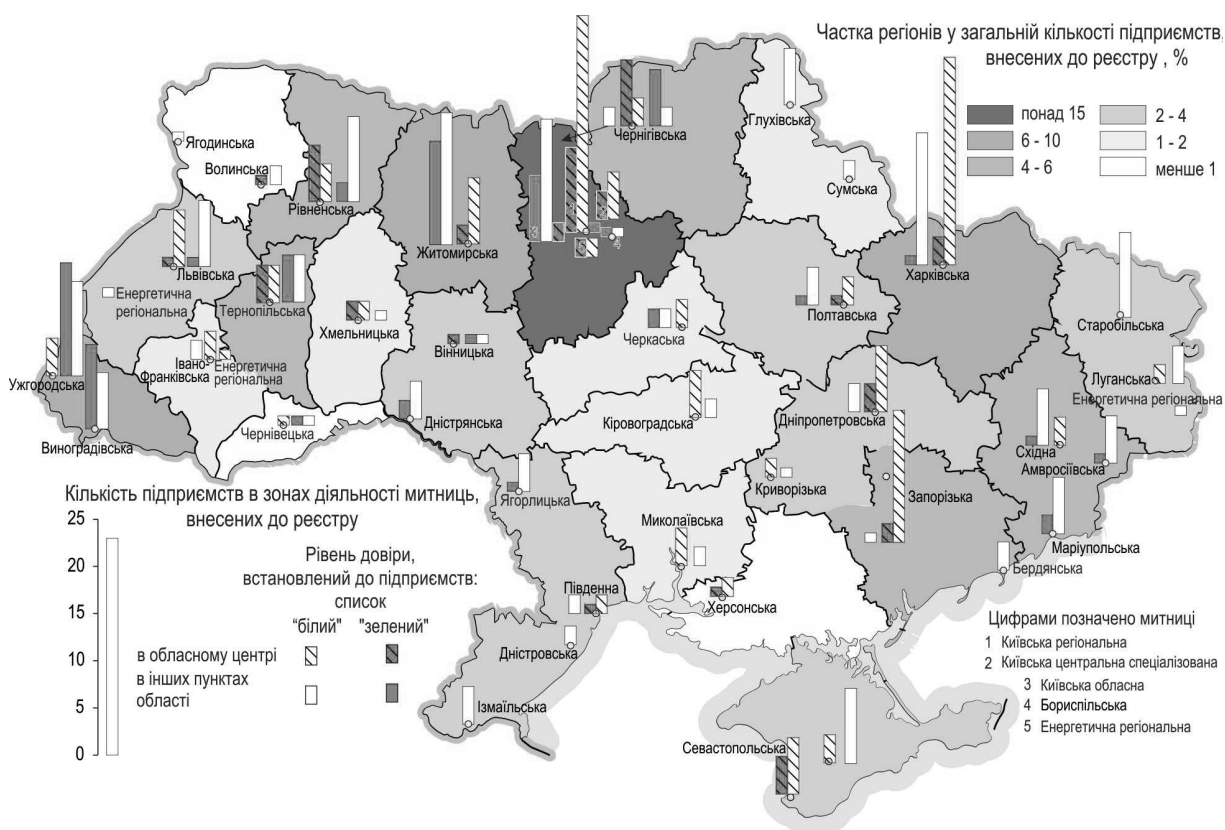 Частка регіонів у загальній кількості підприємств,
внесених до реєстру , %
понад 15
6 - 10
4 - 6
2 - 4
1 - 2
менше 1
Ягодинська
Волинська
Рівненська
Житомирська
Чернігівська
Глухівська
Сумська
Львівська
Енергетична
регіональна
Тернопільська
Хмельницька
Вінницька
Черкаська
Полтавська
Харківська
Старобільська
Луганська
Енергетична регіональна
Ужгородська
Івано-
Франківська
Енергетична
регіональна
Виноградівська
Чернівецька
Дністрянська
Кіровоградська
Дніпропетровська
Східна
Амвросіївська
Криворізька
Запорізька
Маріупольська
Бердянська
Ягорлицька
Миколаївська
Південна
Херсонська
Дністровська
Ізмаїльська
Севастопольська
3
4
5
Кількість підприємств в зонах діяльності митниць,
внесених до реєстру
25
20
15
10
5
0
Рівень довіри,
встановлений до підприємств:
список
“білий” "зелений"
в обласному центрі
в інших пунктах
області
Цифрами позначено митниці
1 Київська регіональна
2 Київська центральна спеціалізована
3 Київська обласна
4 Бориспільська
5 Енергетична регіональна